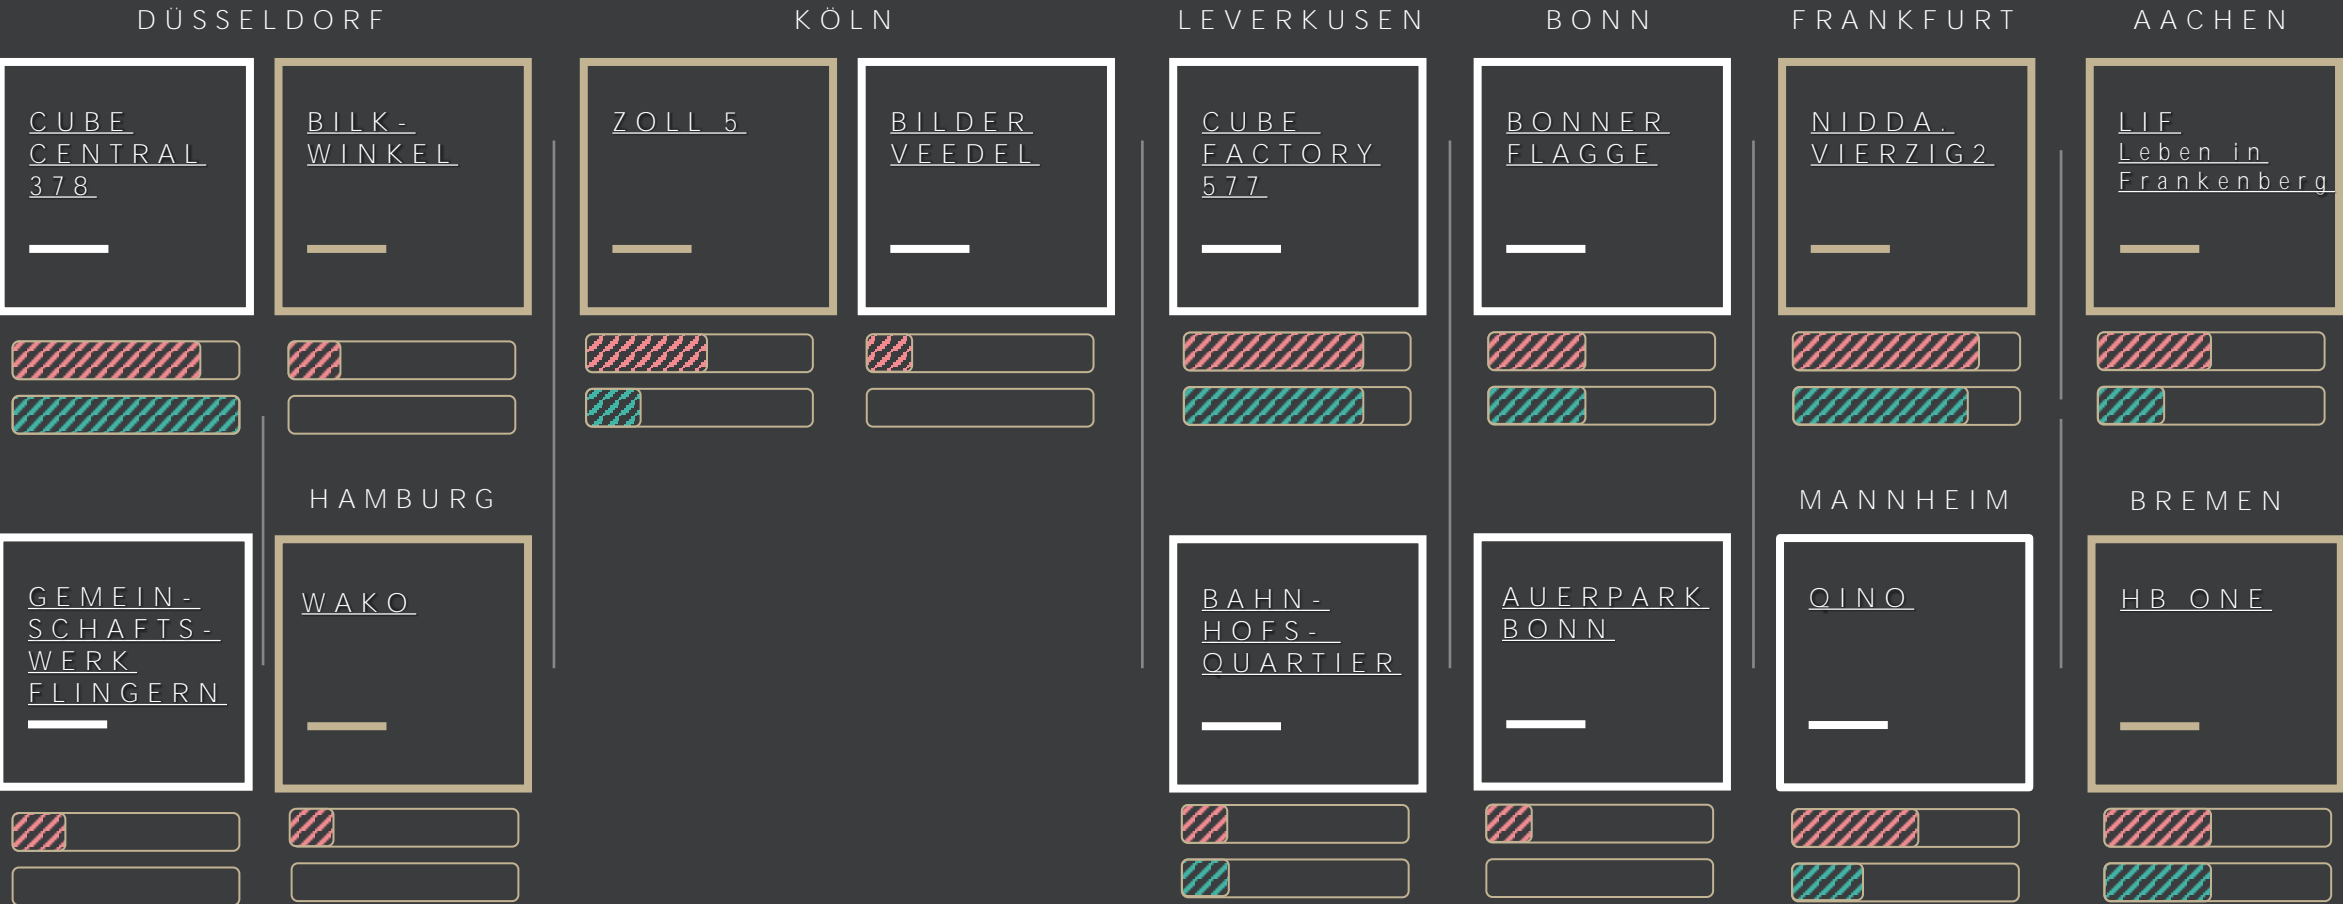 DÜSSELDORF
CUBE
CENTRAL
378
BILK-
WINKEL
KÖLN
ZOLL 5
BILDER
VEEDEL
LEVERKUSEN
CUBE
FACTORY
577
BONN
BONNER
FLAGGE
FRANKFURT
NIDDA.
VIERZIG2
AACHEN
LIF
Leben in
Frankenberg
GEMEIN-
SCHAFTS-
WERK
FLINGERN
HAMBURG
WAKO
BAHN-
HOFS-
QUARTIER
AUERPARK
BONN
MANNHEIM
QINO
BREMEN
HB ONE